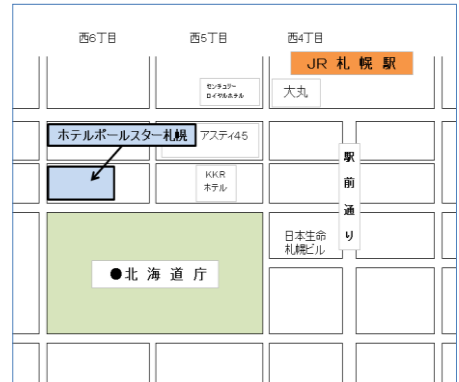 西6丁目
西5丁目
西4丁目
JR 札 幌 駅
センチュリー
ロイヤルホテル
大丸
ホテルポールスター札幌
アスティ45
駅前通り
KKR
ホテル
日本生命
札幌ビル
●北 海 道 庁